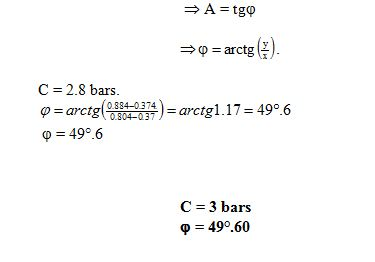 ⇒ A = tgφ
⇒ φ = arctg(y/x).
C = 2.8 bars.
φ = arctg(0.884–0.374/0.804–0.37) = arctg1.17 = 49°.6
φ = 49°.6
C = 3 bars
φ = 49°.60